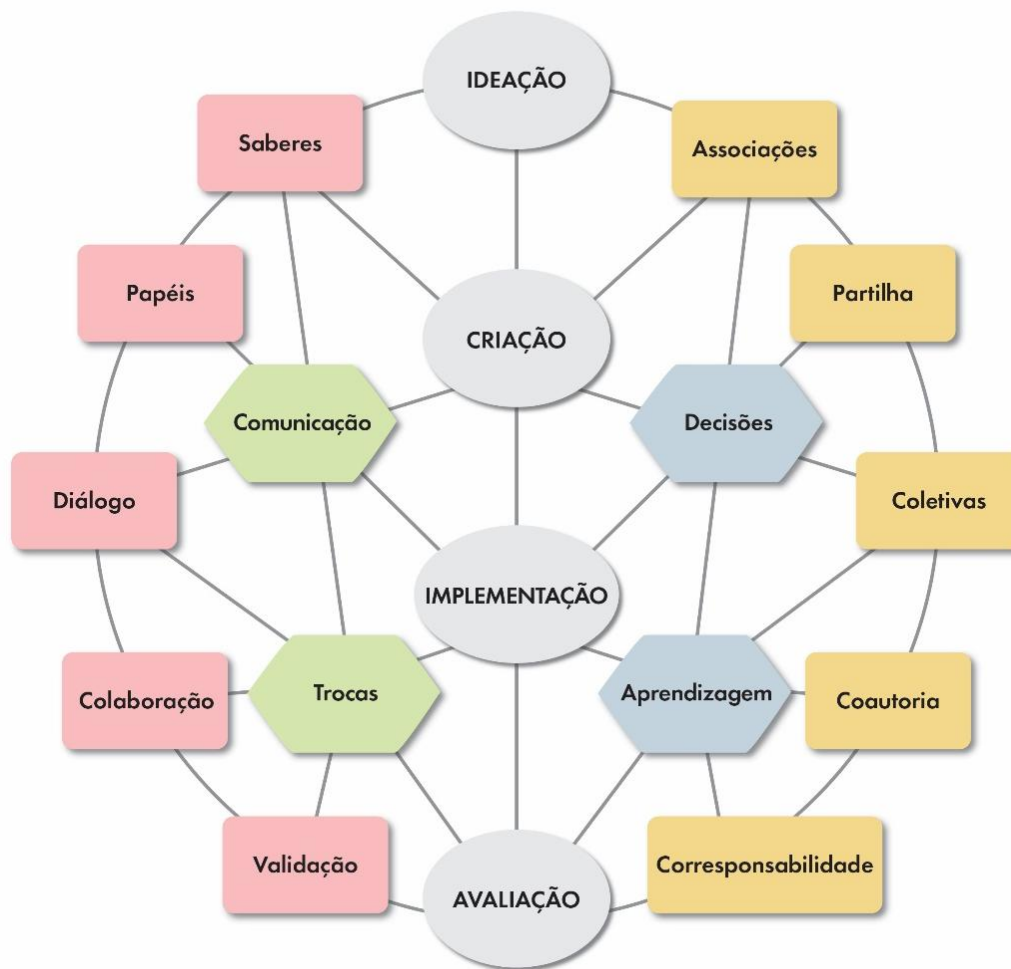 IDEAÇÃO
Saberes
Associações
Papéis
Partilha
CRIAÇÃO
Comunicação
Decisões
Diálogo
Coletivas
IMPLEMENTAÇÃO
Colaboração
Trocas
Aprendizagem
Coautoria
Validação
Corresponsabilidade
AVALIAÇÃO